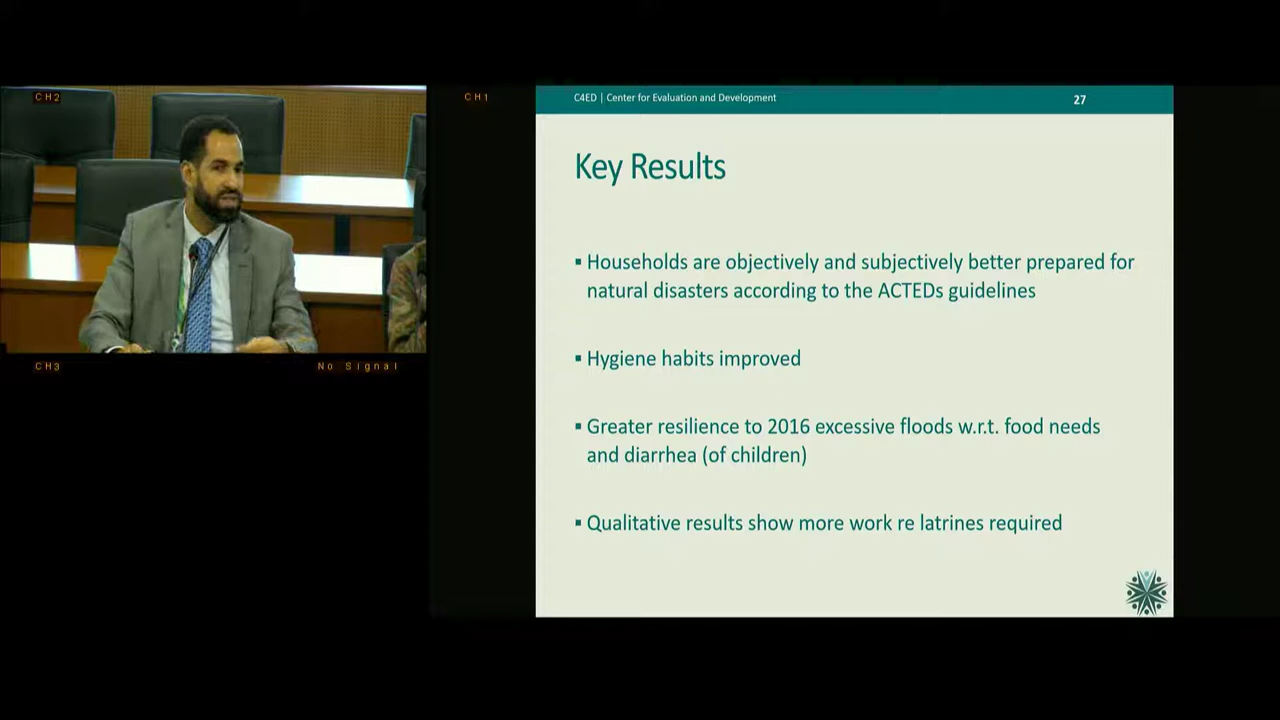 CH2
CH1
C4ED | Center for Evaluation and Development
27
Key Results
▪ Households are objectively and subjectively better prepared for
natural disasters according to the ACTEDs guidelines
▪ Hygiene habits improved
▪ Greater resilience to 2016 excessive floods w.r.t. food needs
and diarrhea (of children)
▪ Qualitative results show more work re latrines required
CH3
No Signal